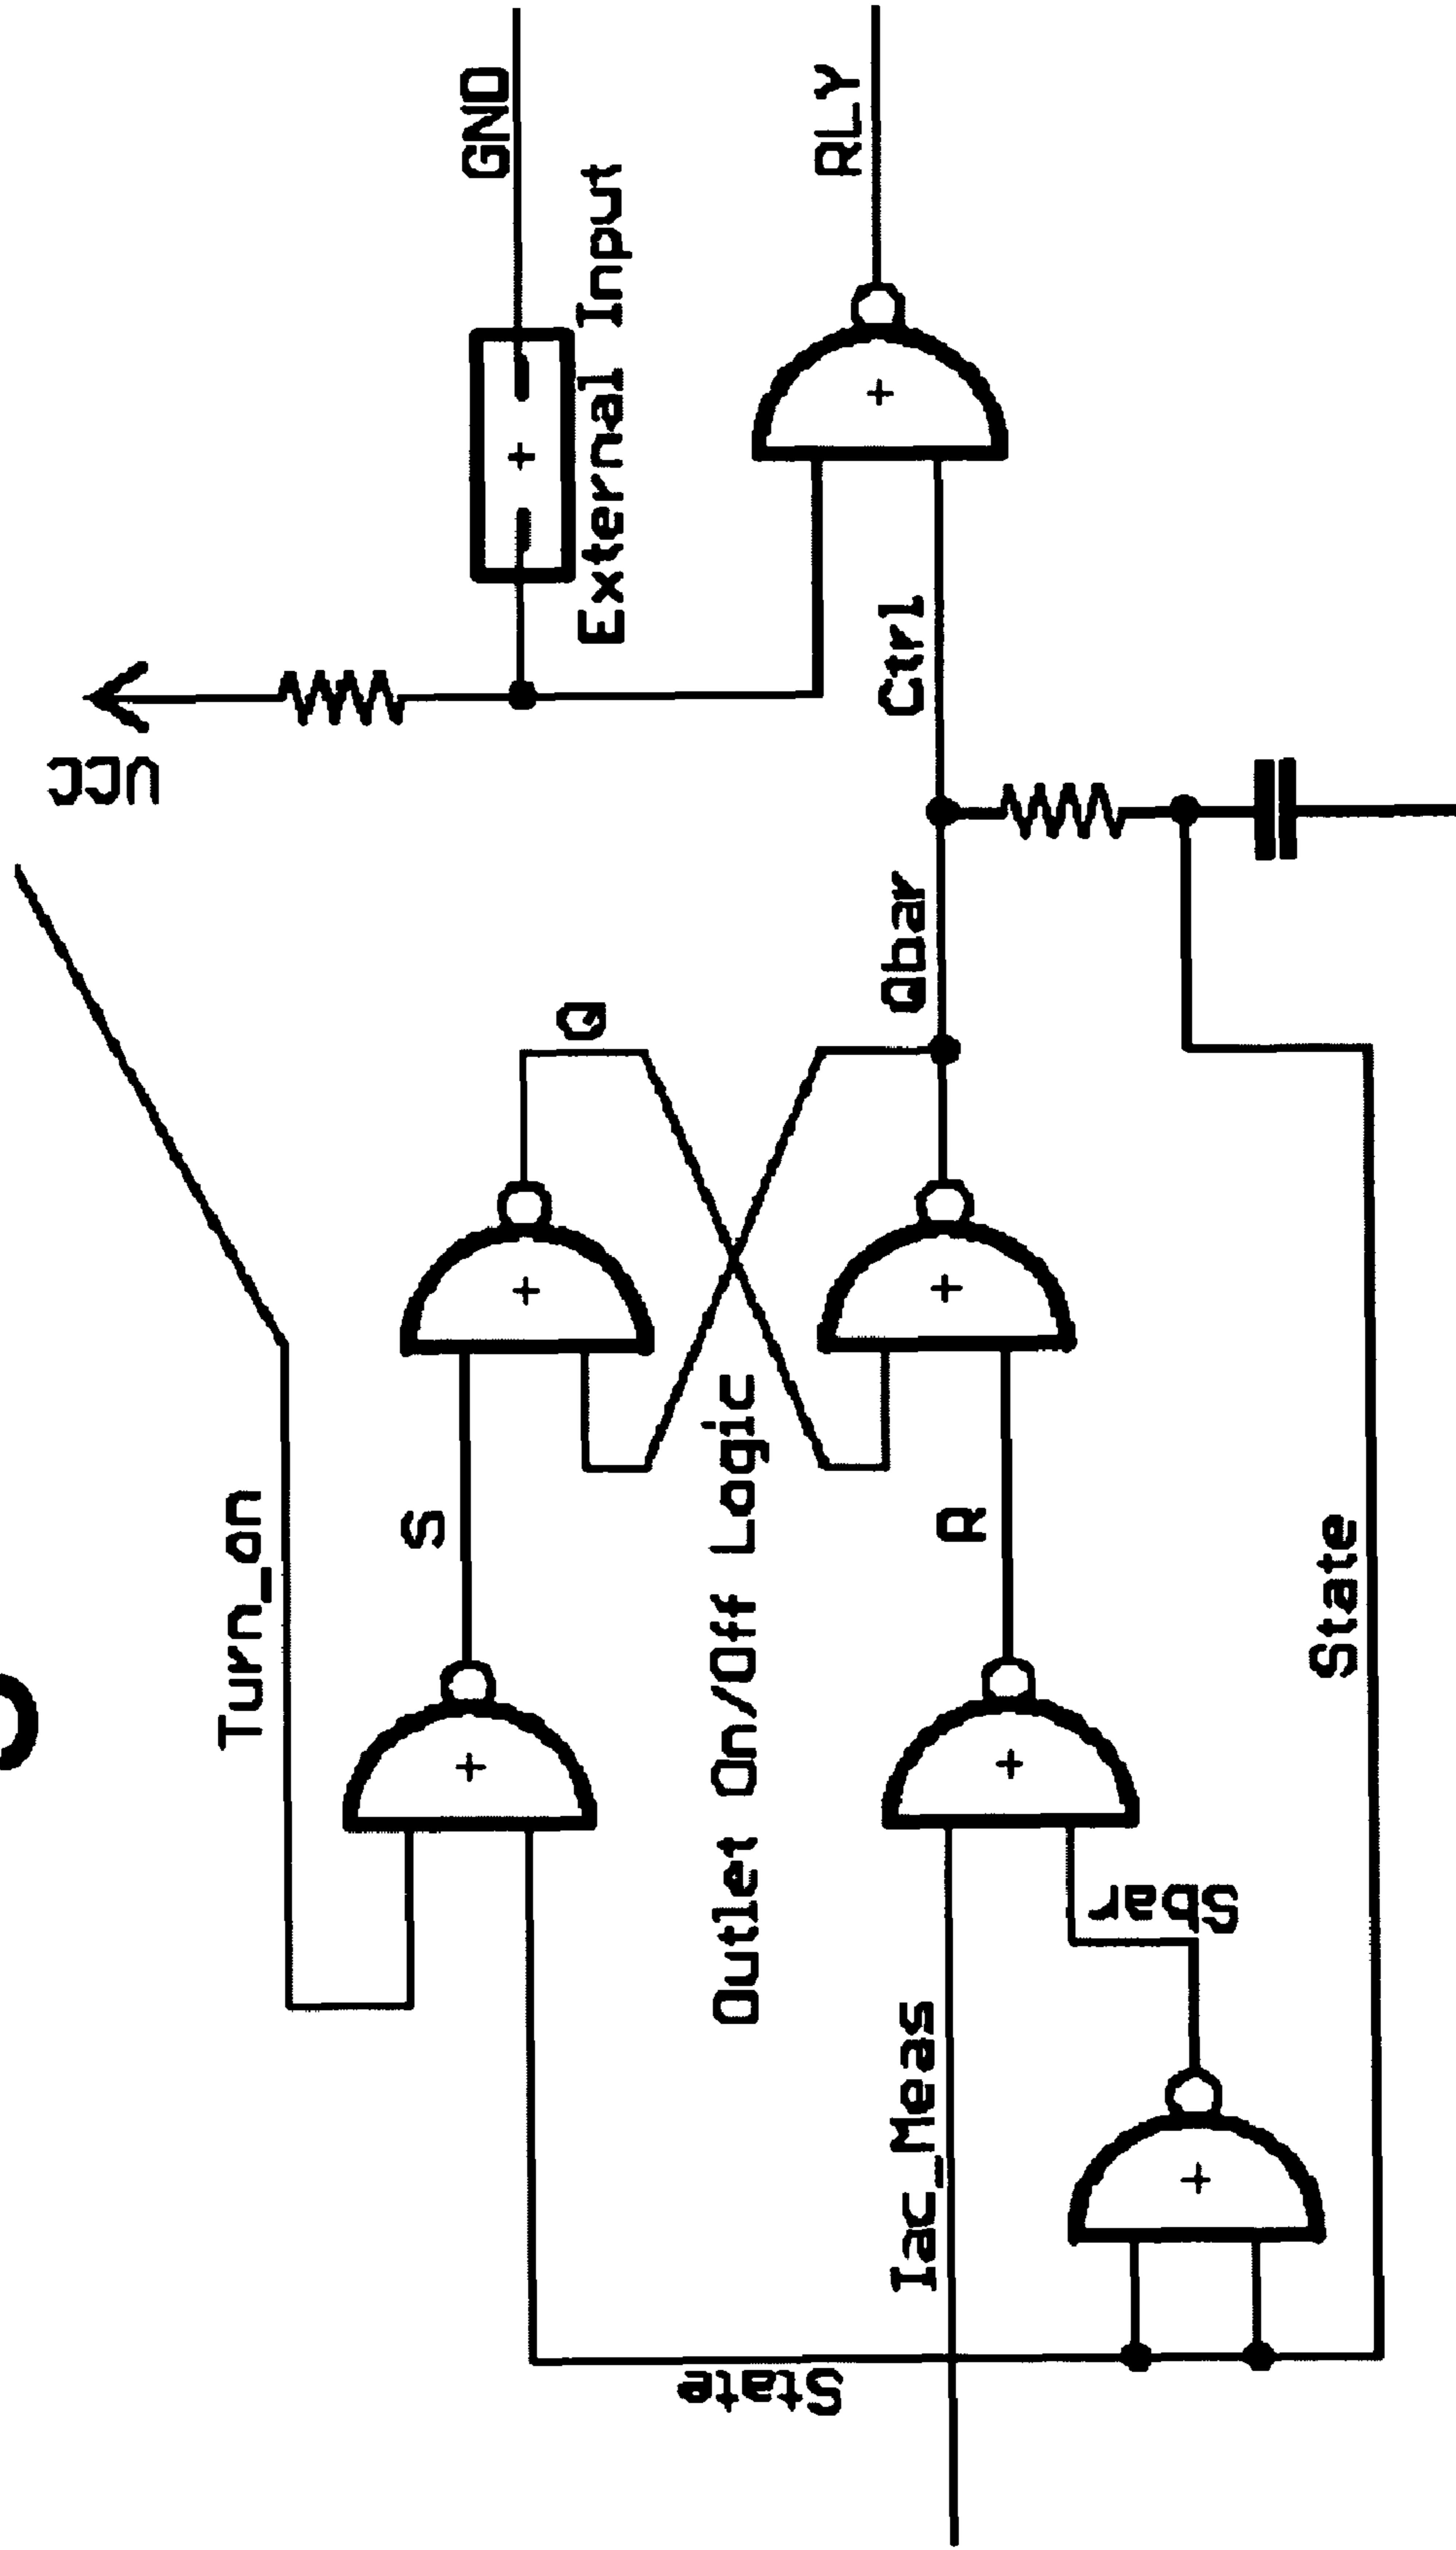 VCC
GND
External Input
RLY
Turn_on
Q
S
Qbar
Ctrl
Outlet On/Off Logic
R
Iac_Meas
Sbar
State
State